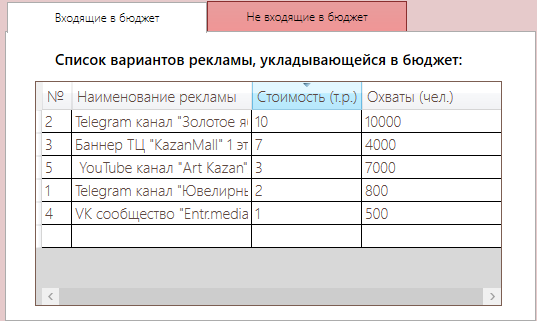 Входящие в бюджет
Не входящие в бюджет
Список вариантов рекламы, укладывающейся в бюджет:
№ Наименование рекламы Стоимость (т.р.) Охваты (чел.)
2 Telegram канал "Золотое 10 10000
3 Баннер ТЦ "KazanMall" 1 эт 7 4000
5 YouTube канал "Art Kazan" 3 7000
1 Telegram канал "Ювелирны 2 800
4 VK сообщество "Entr.media 1 500